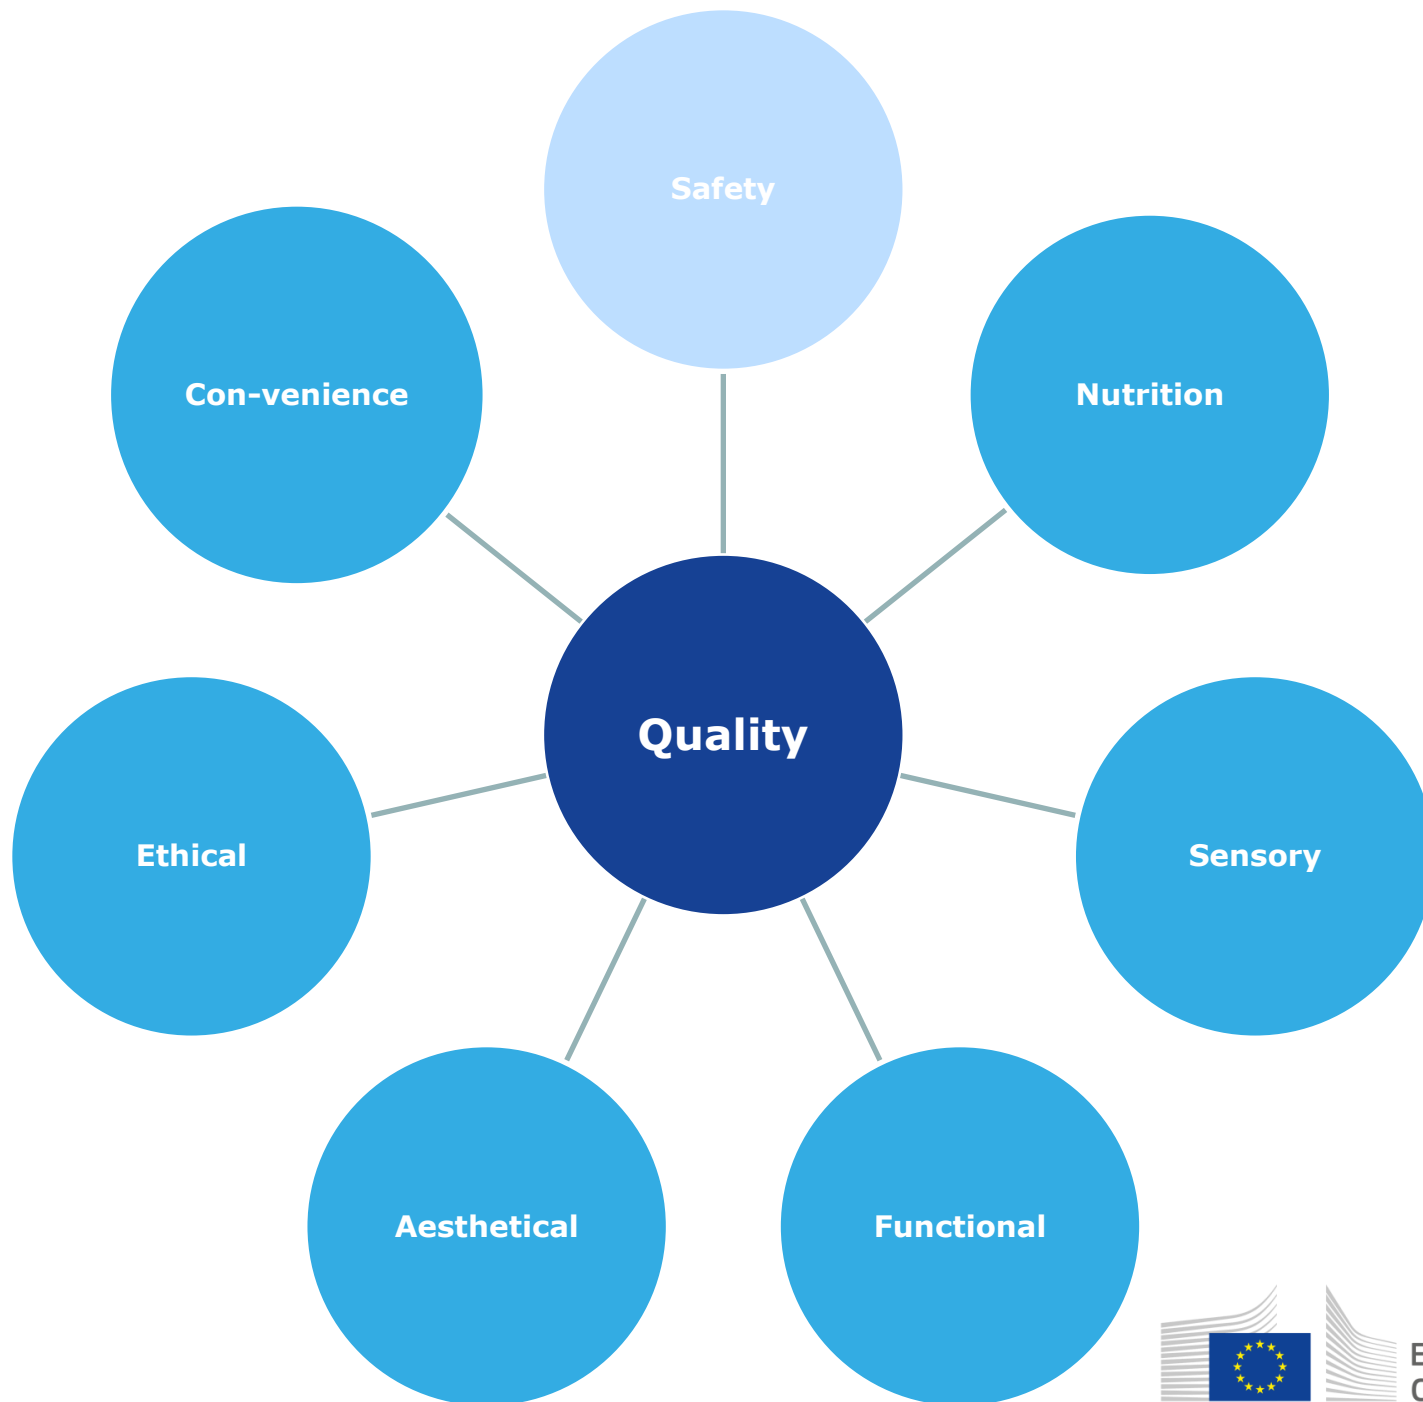 Safety
Con-venience
Nutrition
Quality
Ethical
Sensory
Aesthetical
Functional